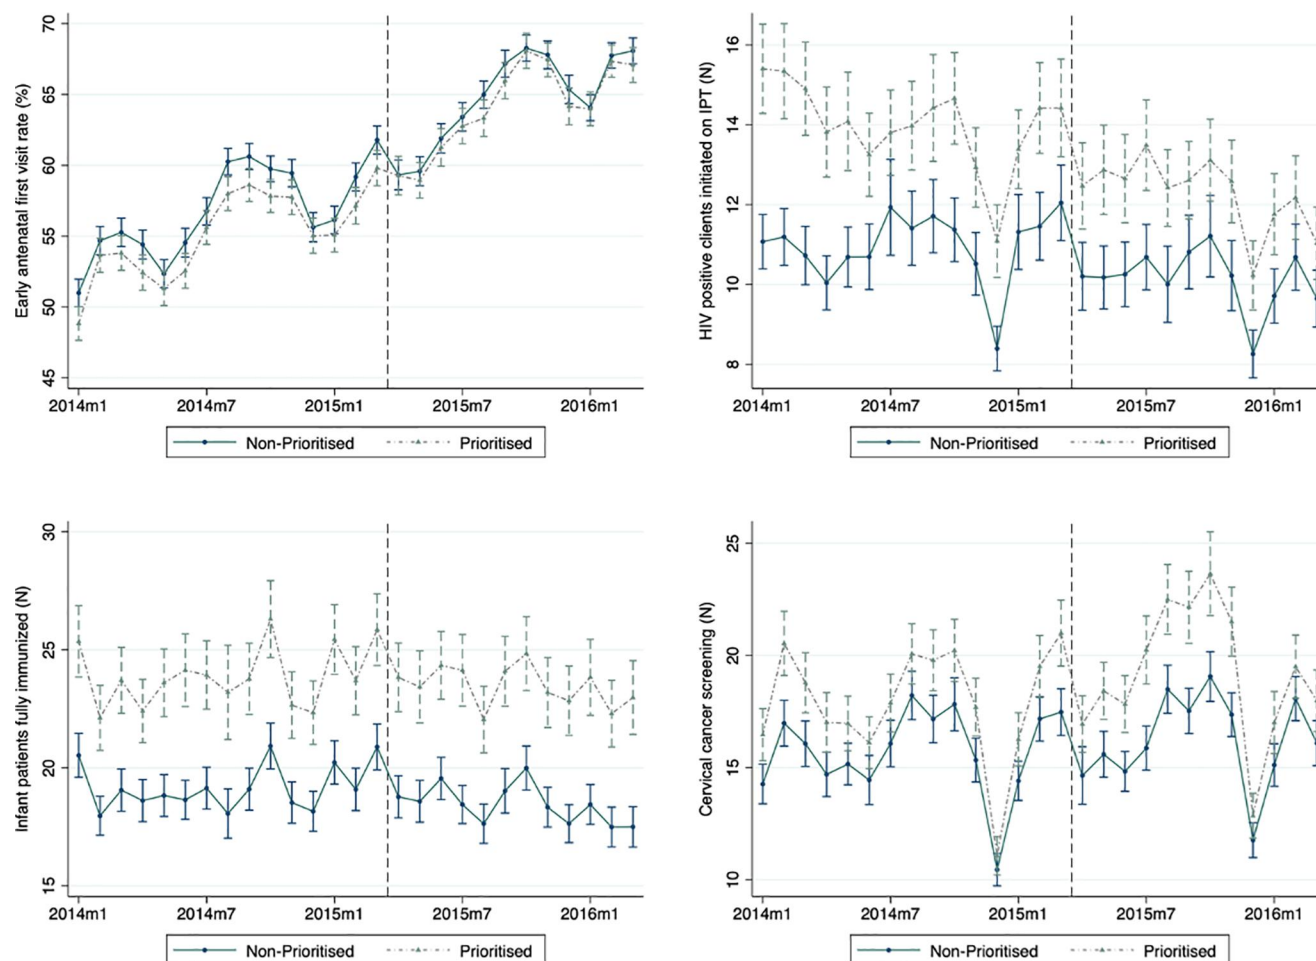 Early antenatal first visit rate (%)
70
65
60
55
50
45
2014m1 2014m7 2015m1 2015m7 2016m1
Non-Prioritised Prioritised
HIV positive clients initiated on IPT (N)
16
14
12
10
8
2014m1 2014m7 2015m1 2015m7 2016m1
Non-Prioritised Prioritised
Infant patients fully immunized (N)
30
25
20
15
2014m1 2014m7 2015m1 2015m7 2016m1
Non-Prioritised Prioritised
Cervical cancer screening (N)
25
20
15
10
2014m1 2014m7 2015m1 2015m7 2016m1
Non-Prioritised Prioritised